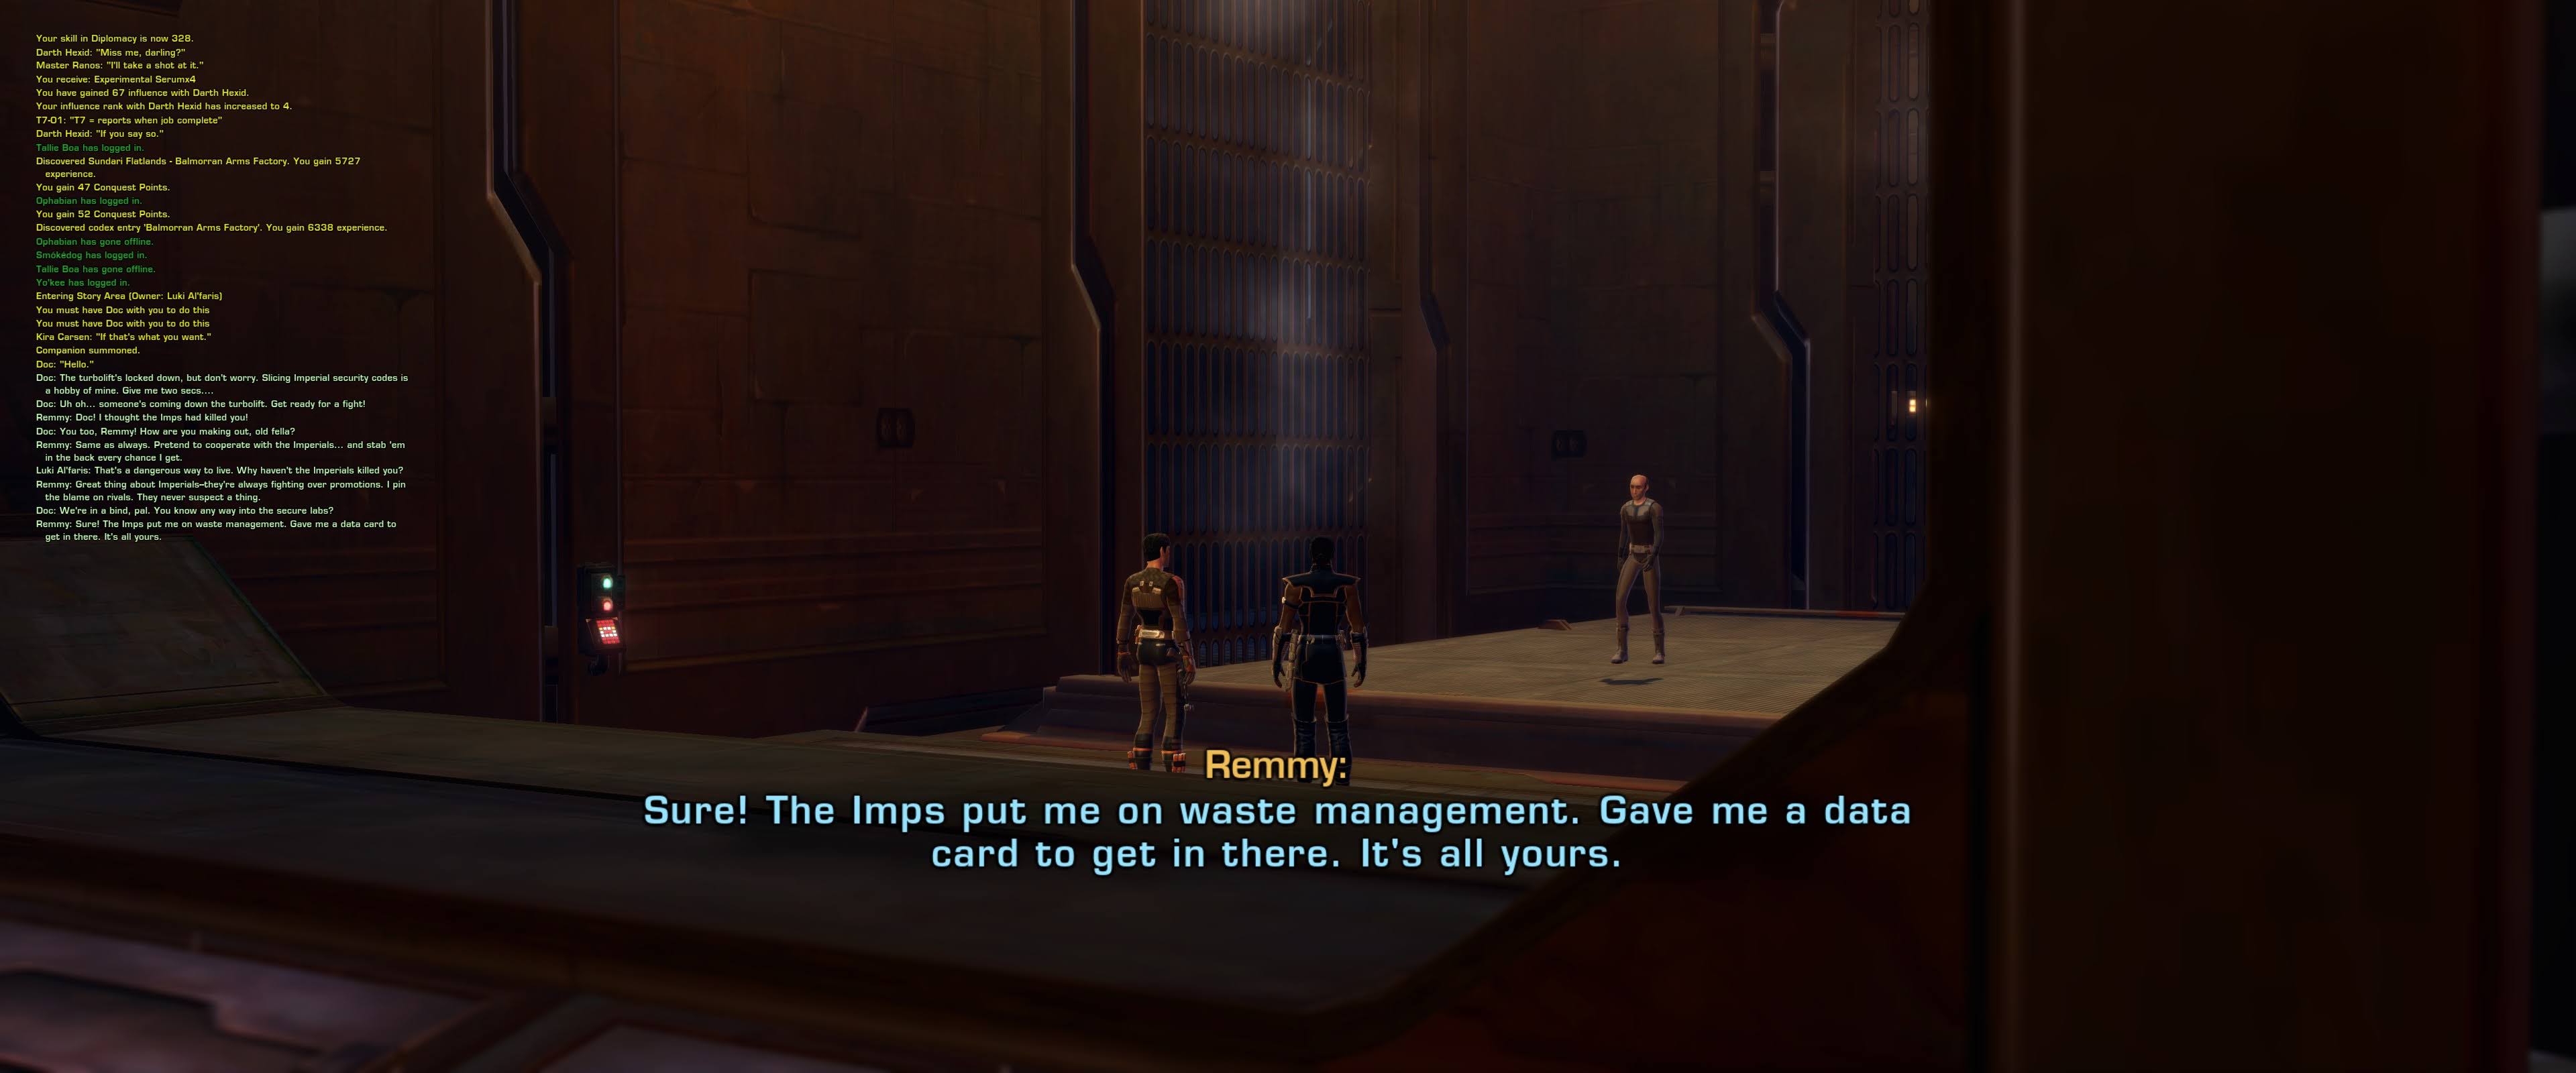 Your skill in Diplomacy is now 328.
Darth Hexid: "Miss me, darling?"
Master Ranos: "I'll take a shot at it."
You receive: Experimental Serumx4
You have gained 67 influence with Darth Hexid.
Your influence rank with Darth Hexid has increased to 4.
T7-O1: "T7 = reports when job complete"
Darth Hexid: "If you say so."
Tallie Boa has logged in.
Discovered Sundari Flatlands - Balmorran Arms Factory. You gain 5727
experience.
You gain 47 Conquest Points.
Ophabian has logged in.
You gain 52 Conquest Points.
Discovered codex entry 'Balmorran Arms Factory'. You gain 6338 experience.
Ophabian has gone offline.
Smókédog has logged in.
Tallie Boa has gone offline.
Yo'kee has logged in.
Entering Story Area (Owner: Luki Al'faris)
You must have Doc with you to do this
You must have Doc with you to do this
Kira Carsen: "If that's what you want."
Companion summoned.
Doc: "Hello."
Doc: The turbolift's locked down, but don't worry. Slicing Imperial security codes is
a hobby of mine. Give me two secs....
Doc: Uh oh... someone's coming down the turbolift. Get ready for a fight!
Remmy: Doc! I thought the Imps had killed you!
Doc: You too, Remmy! How are you making out, old fella?
Remmy: Same as always. Pretend to cooperate with the Imperials... and stab 'em
in the back every chance I get.
Luki Al'faris: That's a dangerous way to live. Why haven't the Imperials killed you?
Remmy: Great thing about Imperials—they're always fighting over promotions. I pin
the blame on rivals. They never suspect a thing.
Doc: We're in a bind, pal. You know any way into the secure labs?
Remmy: Sure! The Imps put me on waste management. Gave me a data card to
get in there. It's all yours.
Remmy:
Sure! The Imps put me on waste management. Gave me a data
card to get in there. It's all yours.